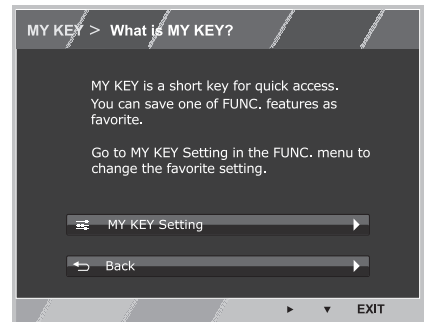 MY KEY > What is MY KEY?
MY KEY is a short key for quick access.
You can save one of FUNC. features as
favorite.
Go to MY KEY Setting in the FUNC. menu to
change the favorite setting.
MY KEY Setting
Back
EXIT